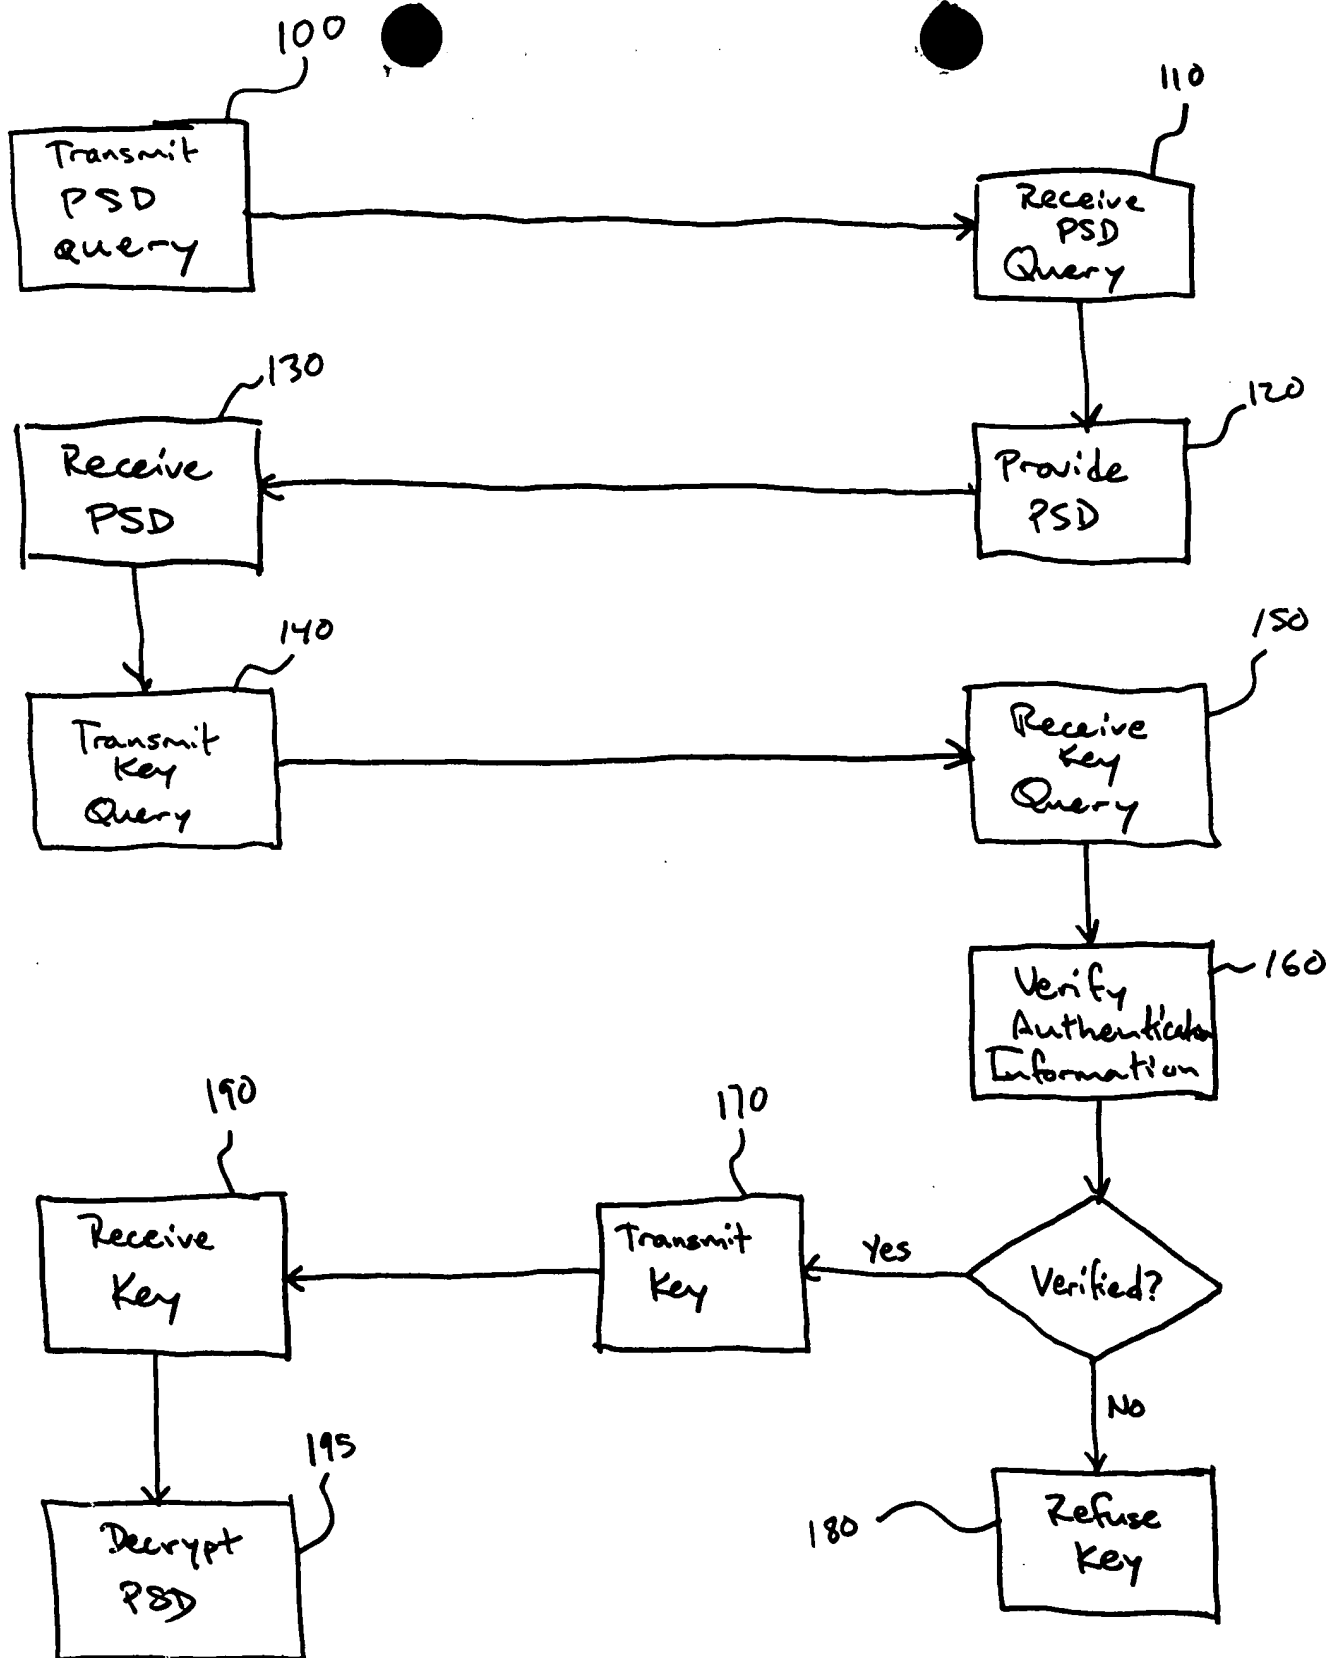 100
110
Transmit
PSD
query
Receive
PSD
Query
130
120
Receive
PSD
Provide
PSD
140
150
Transmit
Key
Query
Receive
Key
Query
160
Verify
Authentication
Information
190
170
Receive
Key
Transmit
Key
Yes
Verified?
No
195
180
Decrypt
PSD
Refuse
Key